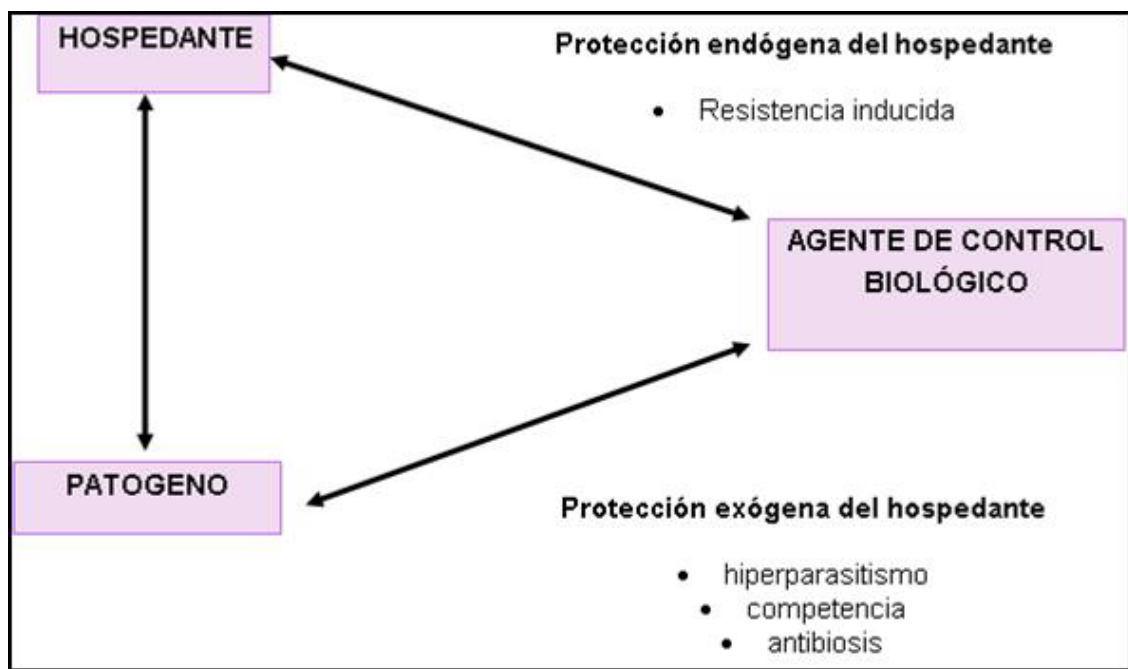 HOSPEDANTE
Protección endógena del hospedante
• Resistencia inducida
AGENTE DE CONTROL
BIOLÓGICO
PATOGENO
Protección exógena del hospedante
• hiperparasitismo
• competencia
• antibiosis